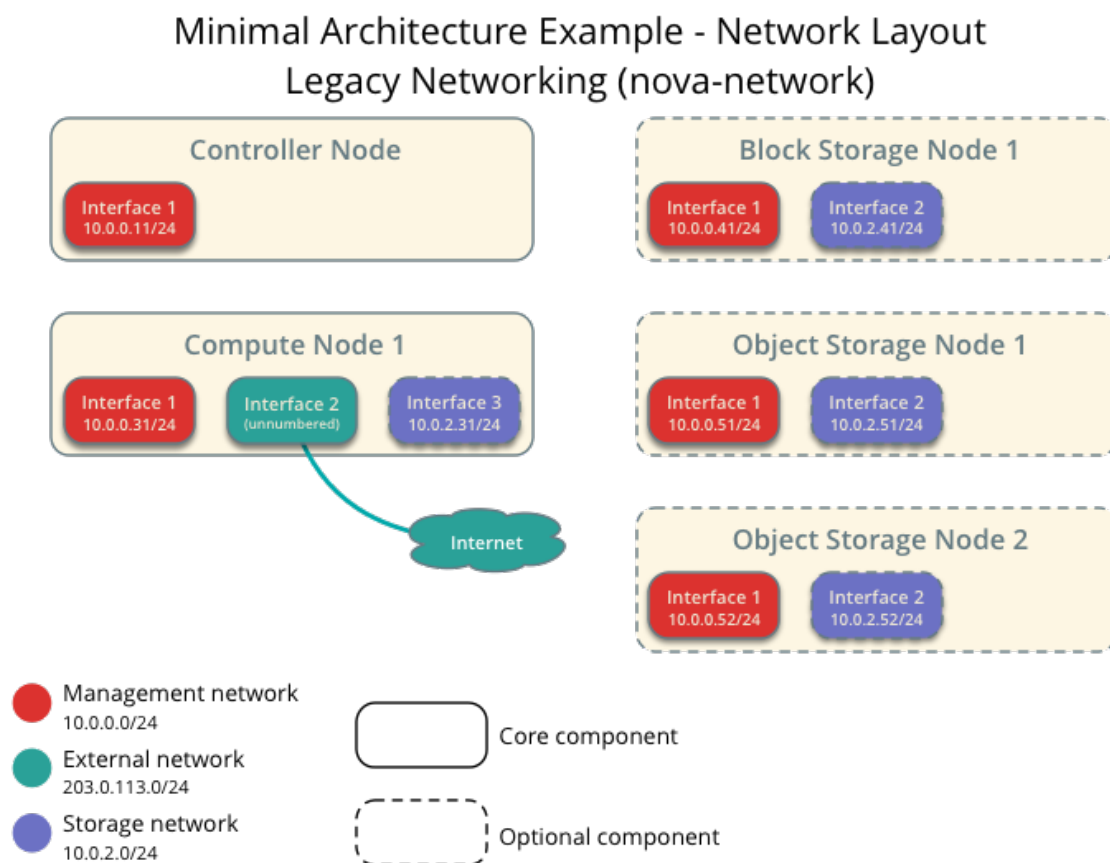 Minimal Architecture Example - Network Layout
Legacy Networking (nova-network)
Controller Node
Interface 1
10.0.0.11/24
Block Storage Node 1
Interface 1
10.0.0.41/24
Interface 2
10.0.2.41/24
Compute Node 1
Interface 1
10.0.0.31/24
Interface 2
(unnumbered)
Interface 3
10.0.2.31/24
Object Storage Node 1
Interface 1
10.0.0.51/24
Interface 2
10.0.2.51/24
Internet
Object Storage Node 2
Interface 1
10.0.0.52/24
Interface 2
10.0.2.52/24
Management network
10.0.0.0/24
External network
203.0.113.0/24
Storage network
10.0.2.0/24
Core component
Optional component